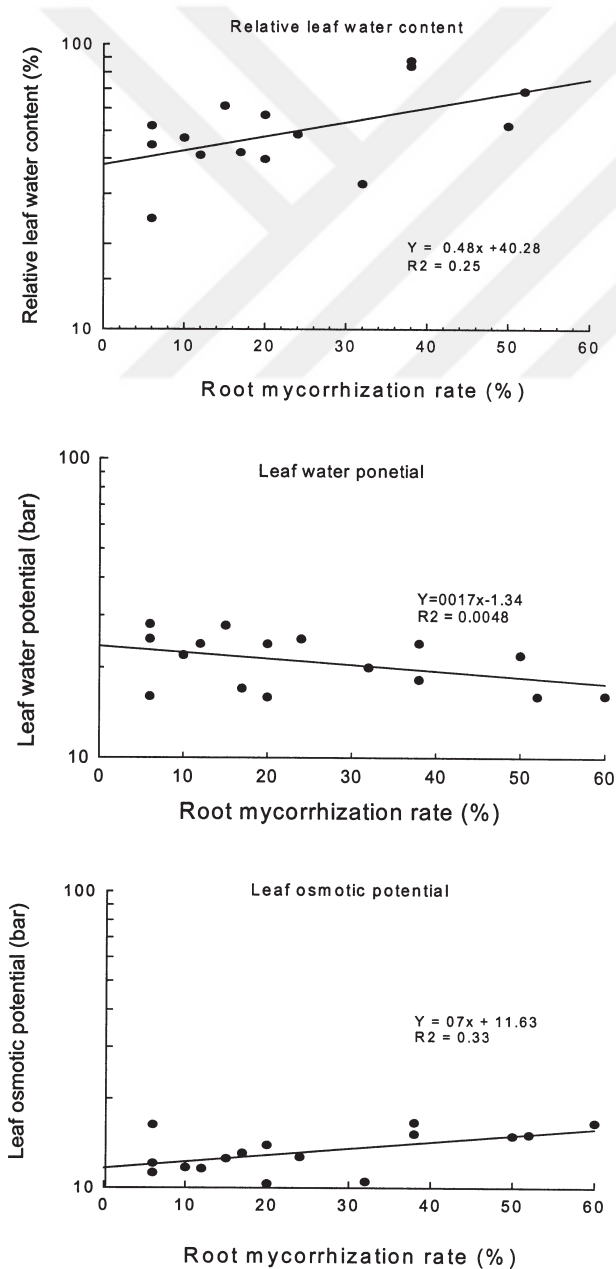 Relative leaf water content
Relative leaf water content (%)
100
10
Y = 0.48x +40.28
R2 = 0.25
0 10 20 30 40 50 60
Root mycorrhization rate (%)
Leaf water ponetial
Leaf water potential (bar)
100
10
Y=0017x-1.34
R2 = 0.0048
0 10 20 30 40 50 60
Root mycorrhization rate (%)
Leaf osmotic potential
Leaf osmotic potential (bar)
100
10
Y = 07x + 11.63
R2 = 0.33
0 10 20 30 40 50 60
Root mycorrhization rate (%)